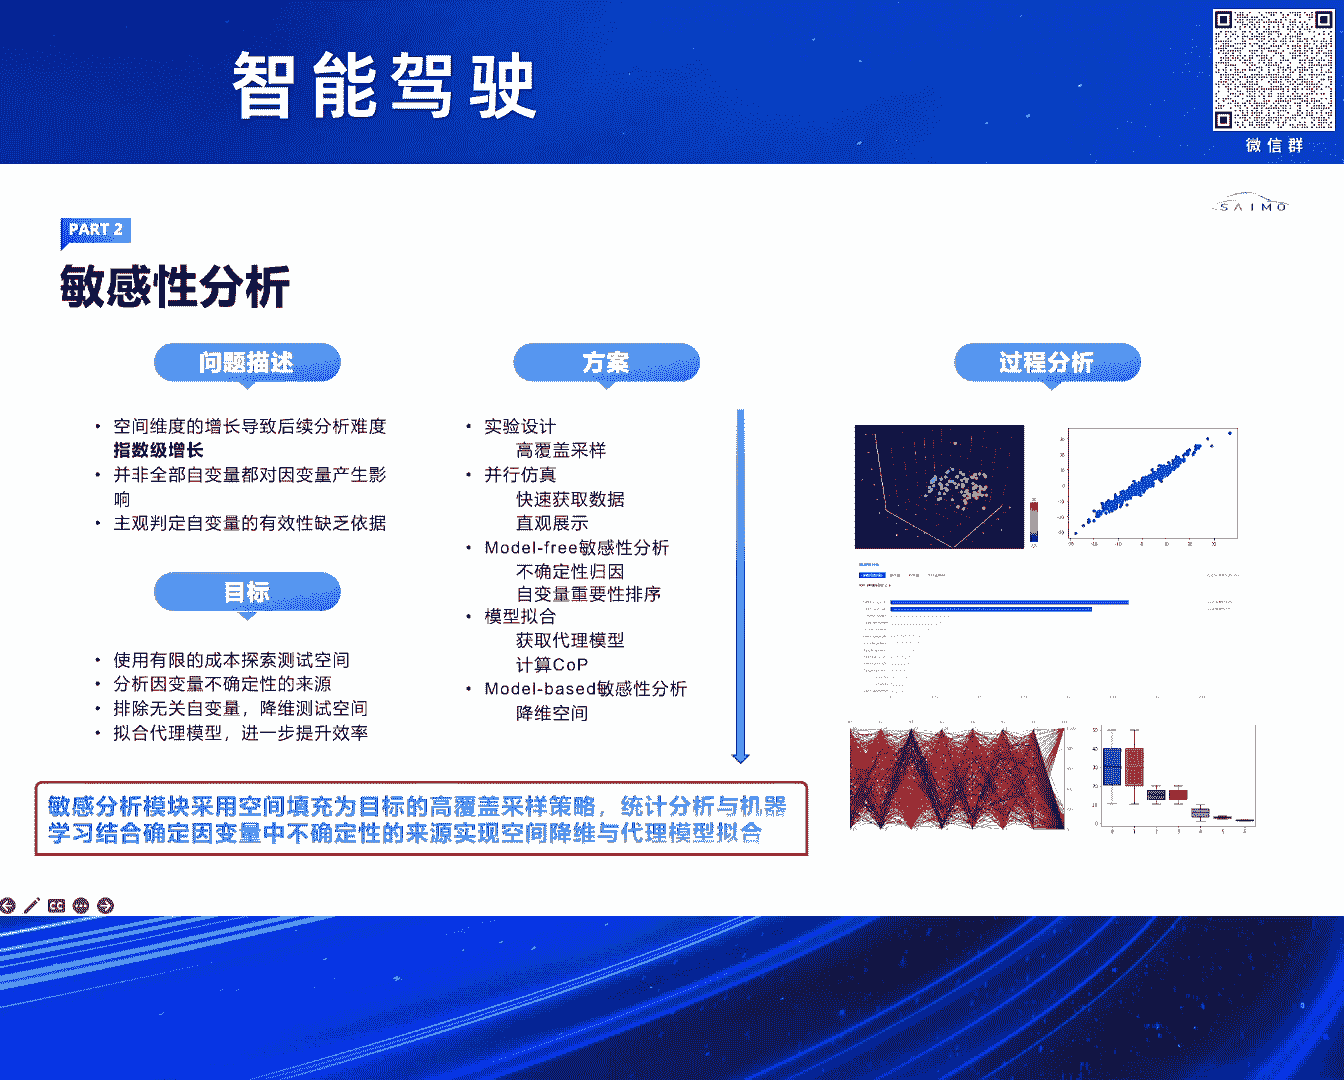 智能驾驶
微信群
SAIMO
PART 2
敏感性分析
问题描述
• 空间维度的增长导致后续分析难度
指数级增长
• 并非全部自变量都对因变量产生影
响
• 主观判定自变量的有效性缺乏依据
目标
• 使用有限的成本探索测试空间
• 分析因变量不确定性的来源
• 排除无关自变量，降维测试空间
• 拟合代理模型，进一步提升效率
方案
• 实验设计
高覆盖采样
• 并行仿真
快速获取数据
直观展示
• Model-free敏感性分析
不确定性归因
自变量重要性排序
• 模型拟合
获取代理模型
计算CoP
• Model-based敏感性分析
降维空间
过程分析
敏感分析模块采用空间填充为目标的高覆盖采样策略，统计分析与机器
学习结合确定因变量中不确定性的来源实现空间降维与代理模型拟合